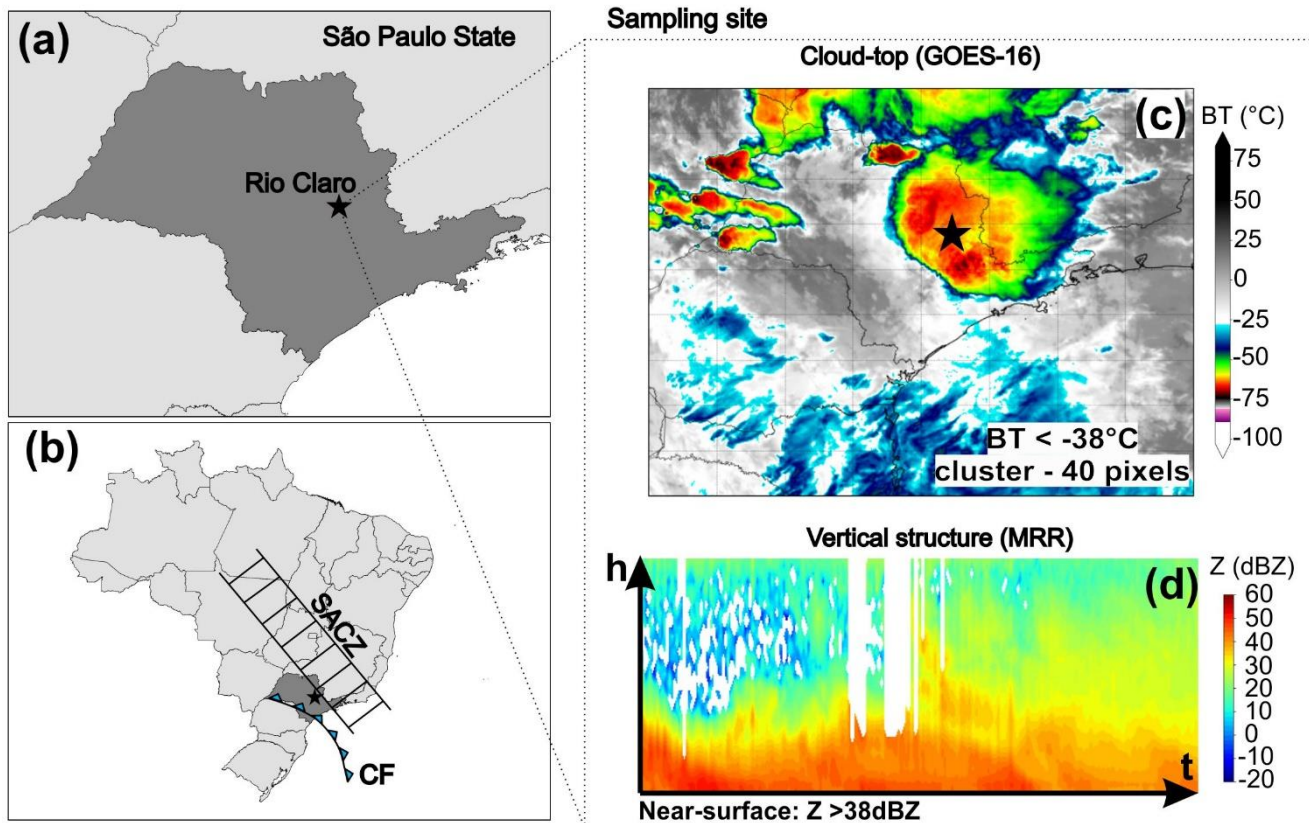 (a)
São Paulo State
Rio Claro
(b)
SACZ
CF
Sampling site
Cloud-top (GOES-16)
(c)
BT (°C)
75
50
25
0
-25
-50
-75
-100
BT < -38°C
cluster - 40 pixels
Vertical structure (MRR)
h
(d)
t
Z (dBZ)
60
50
40
30
20
10
0
-10
-20
Near-surface: Z >38dBZ